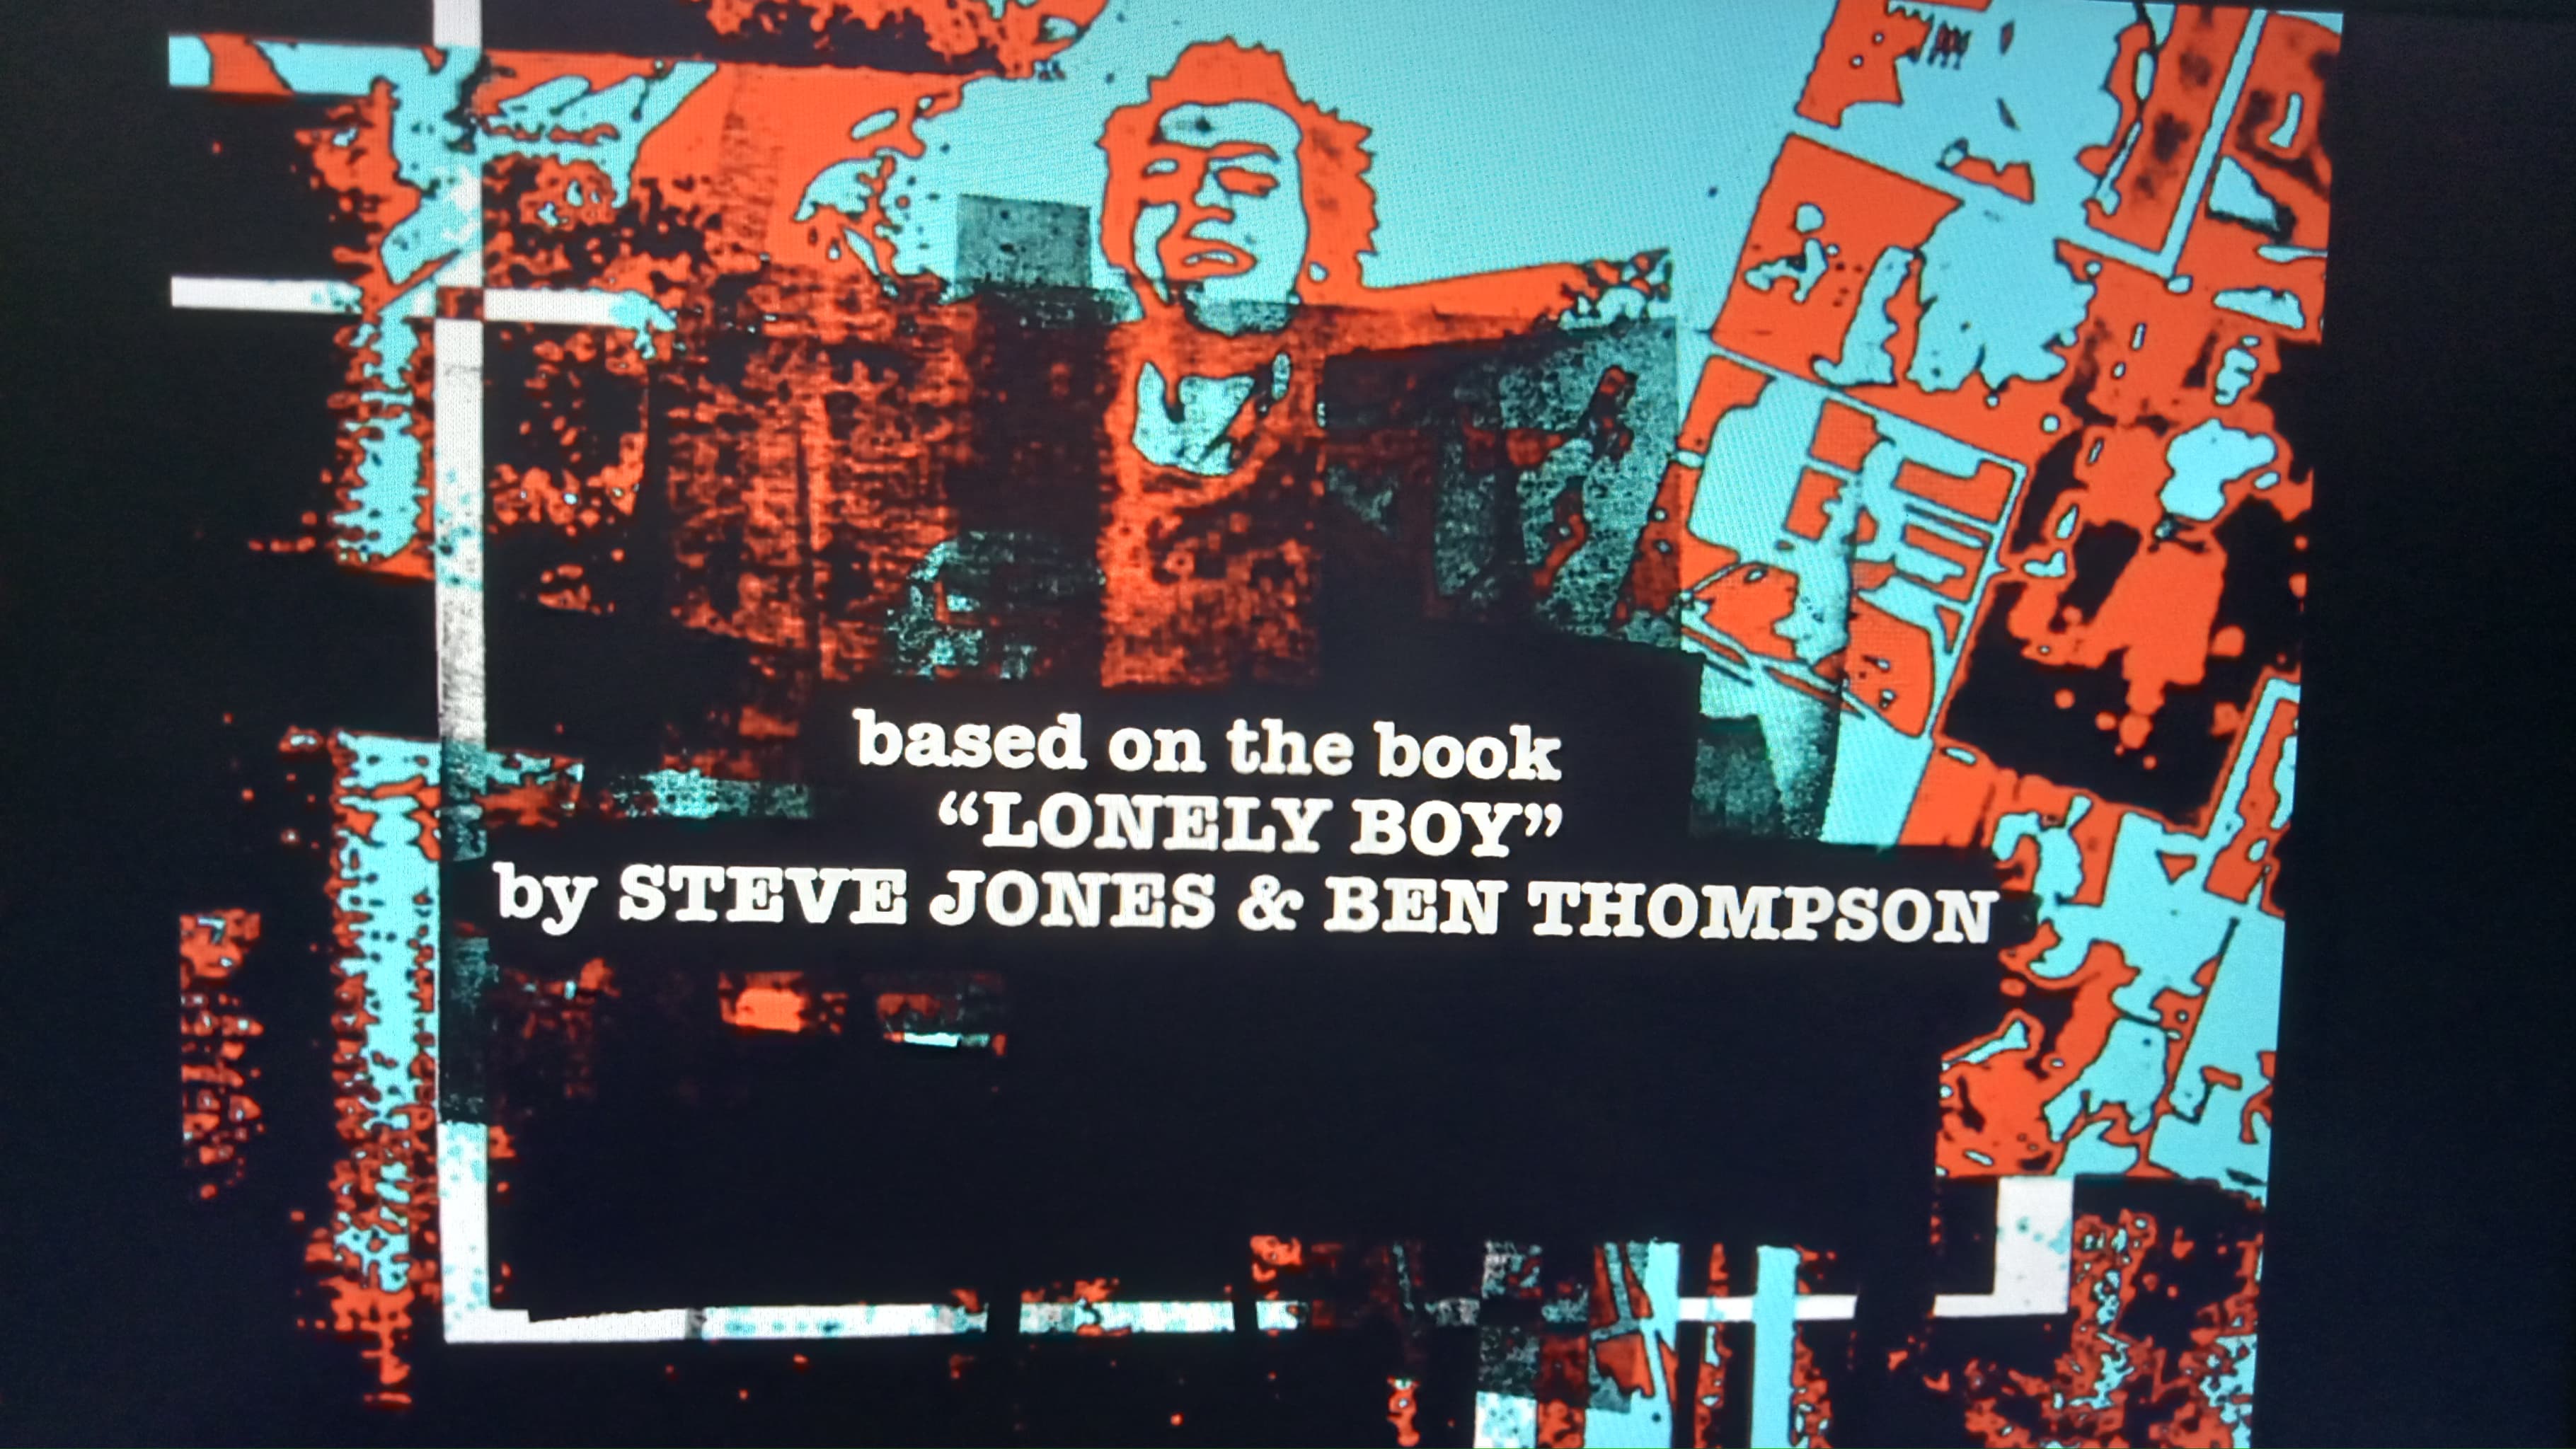 based on the book
“LONELY BOY”
by STEVE JONES & BEN THOMPSON